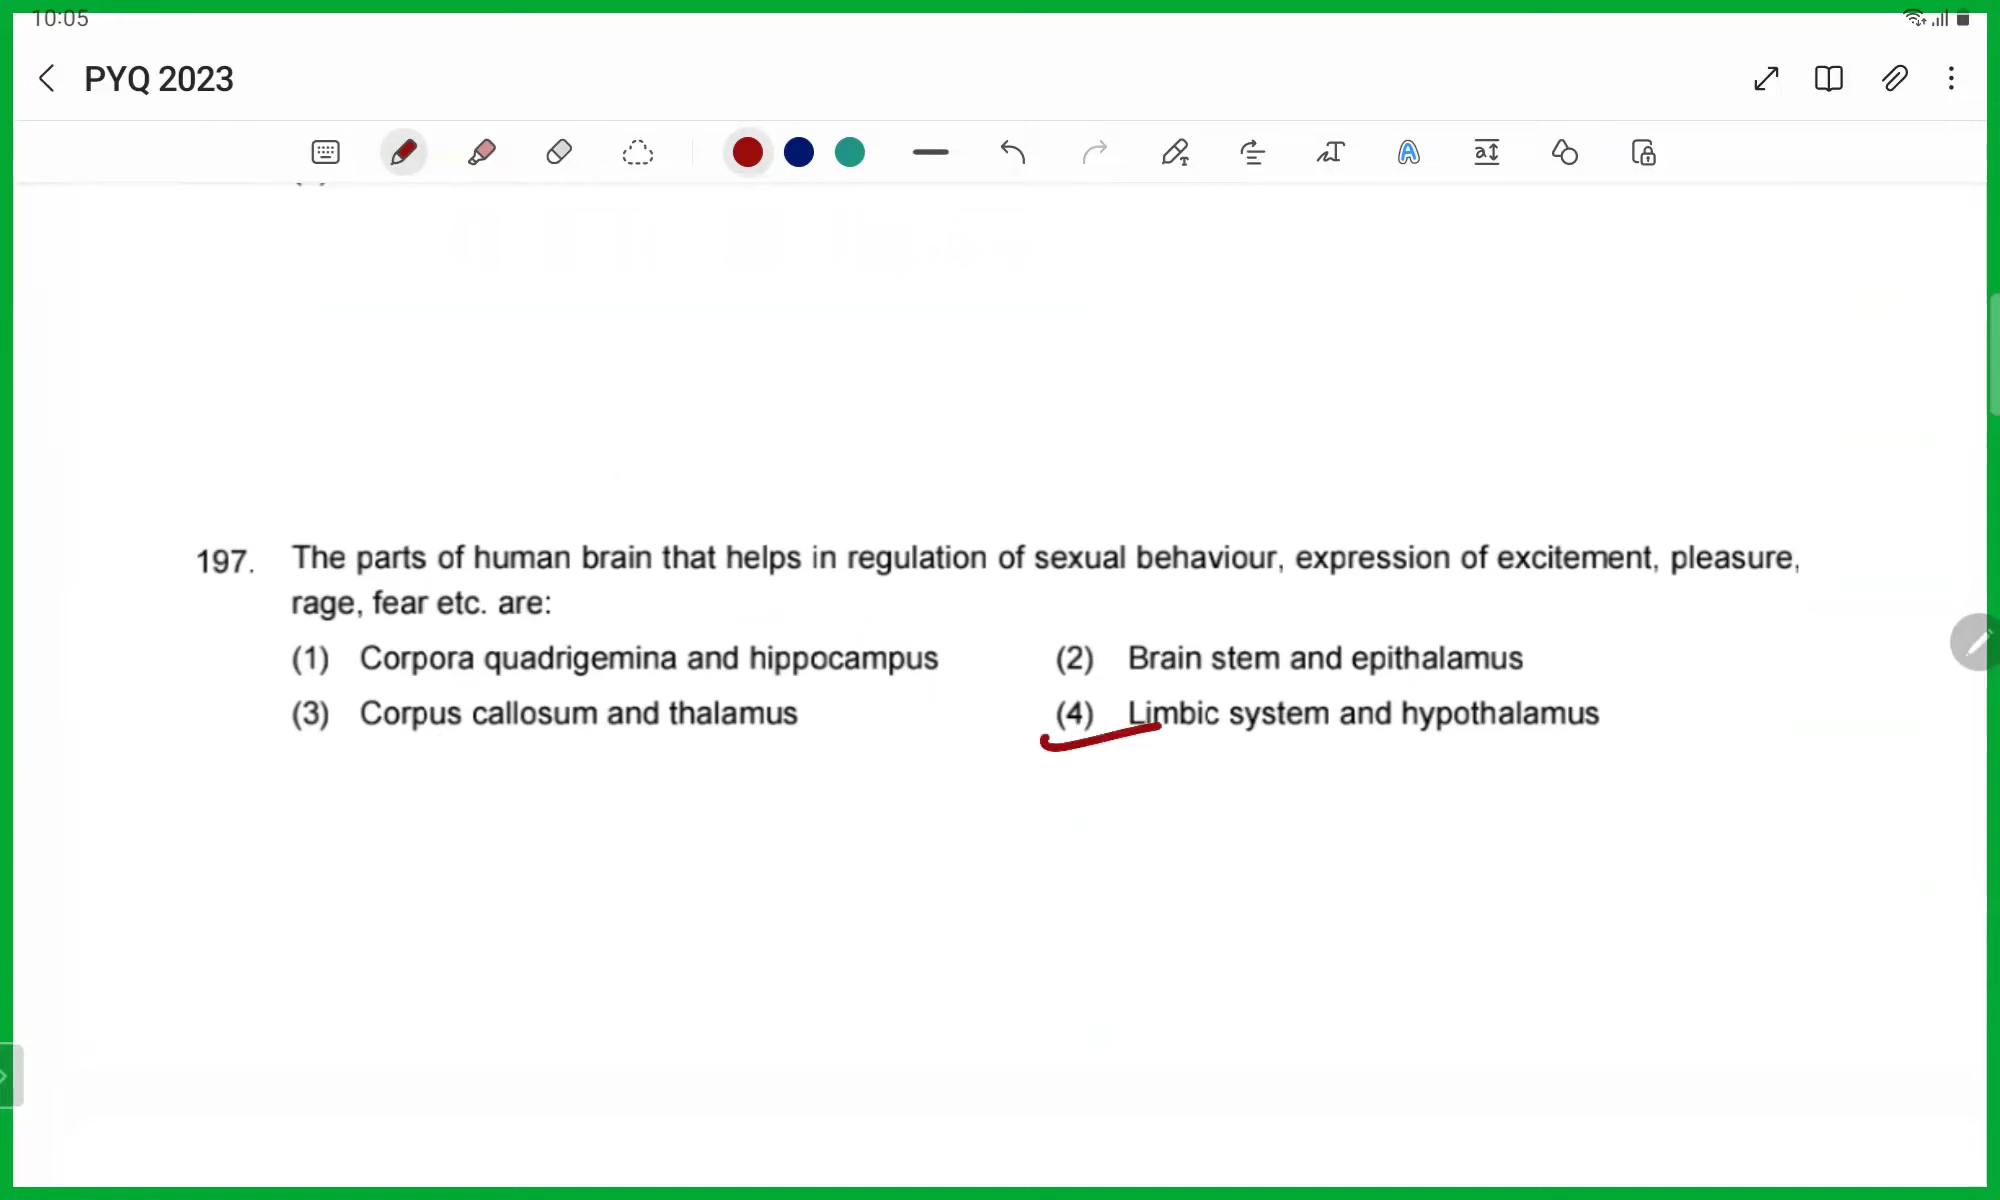 10:05
PYQ 2023
197. The parts of human brain that helps in regulation of sexual behaviour, expression of excitement, pleasure,
rage, fear etc. are:
(1) Corpora quadrigemina and hippocampus (2) Brain stem and epithalamus
(3) Corpus callosum and thalamus (4) Limbic system and hypothalamus